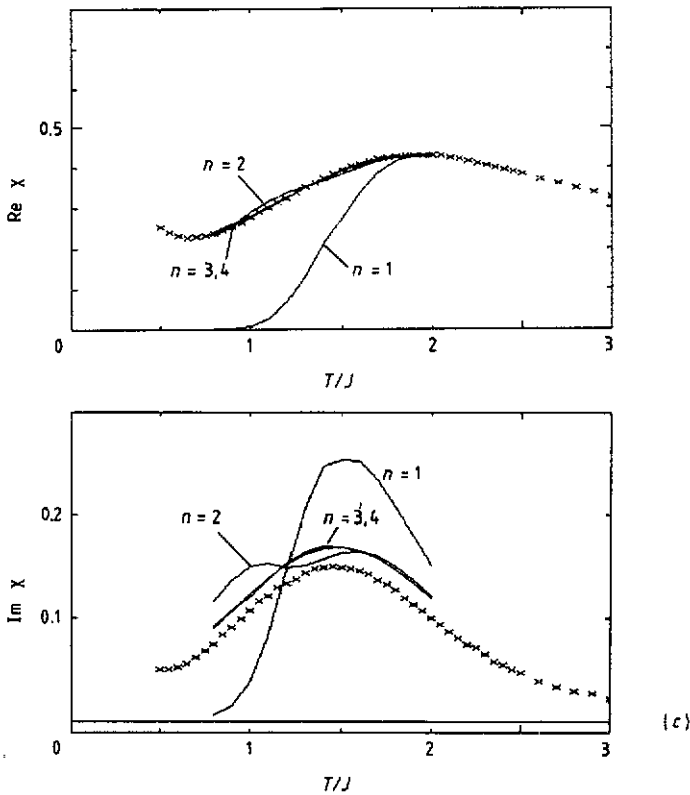 0.5
Re χ
n = 2
n = 3,4
n = 1
0 1 2 3
T/J
0.2
0.1
Im χ
n = 1
n = 2
n = 3,4
0 1 2 3
T/J
(c)